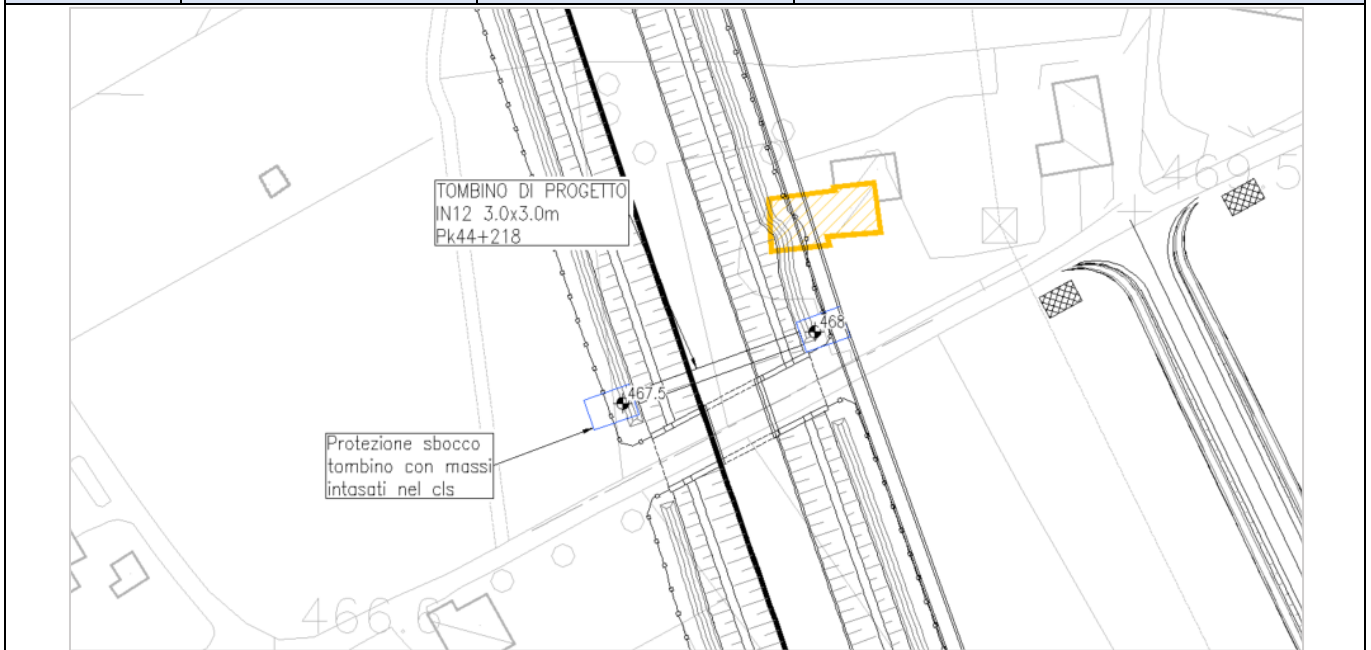 469.5
TOMBINO DI PROGETTO
IN12 3.0x3.0m
Pk44+218
468
467.5
Protezione sbocco
tombino con massi
intasati nel cls
466.6